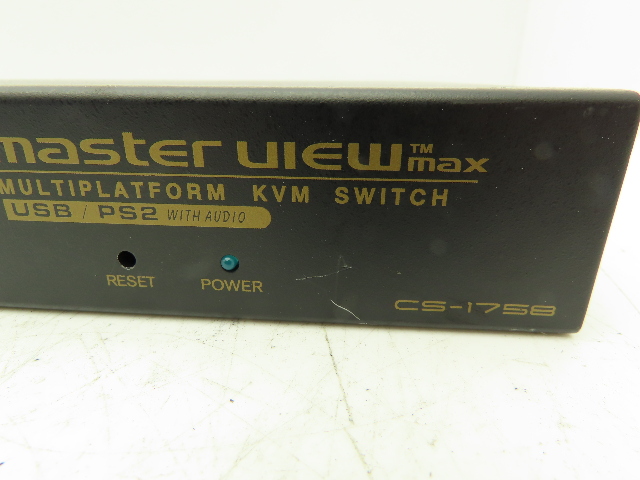 master view™ max
MULTIPLATFORM KVM SWITCH
USB / PS2 WITH AUDIO
RESET
POWER
CS-1758